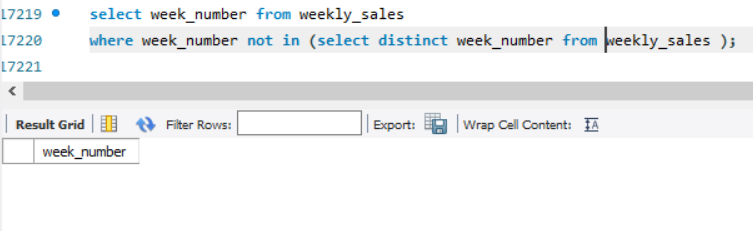 17219 select week_number from weekly_sales
17220 where week_number not in (select distinct week_number from weekly_sales );
17221
Result Grid Filter Rows: Export: Wrap Cell Content: IA
week_number